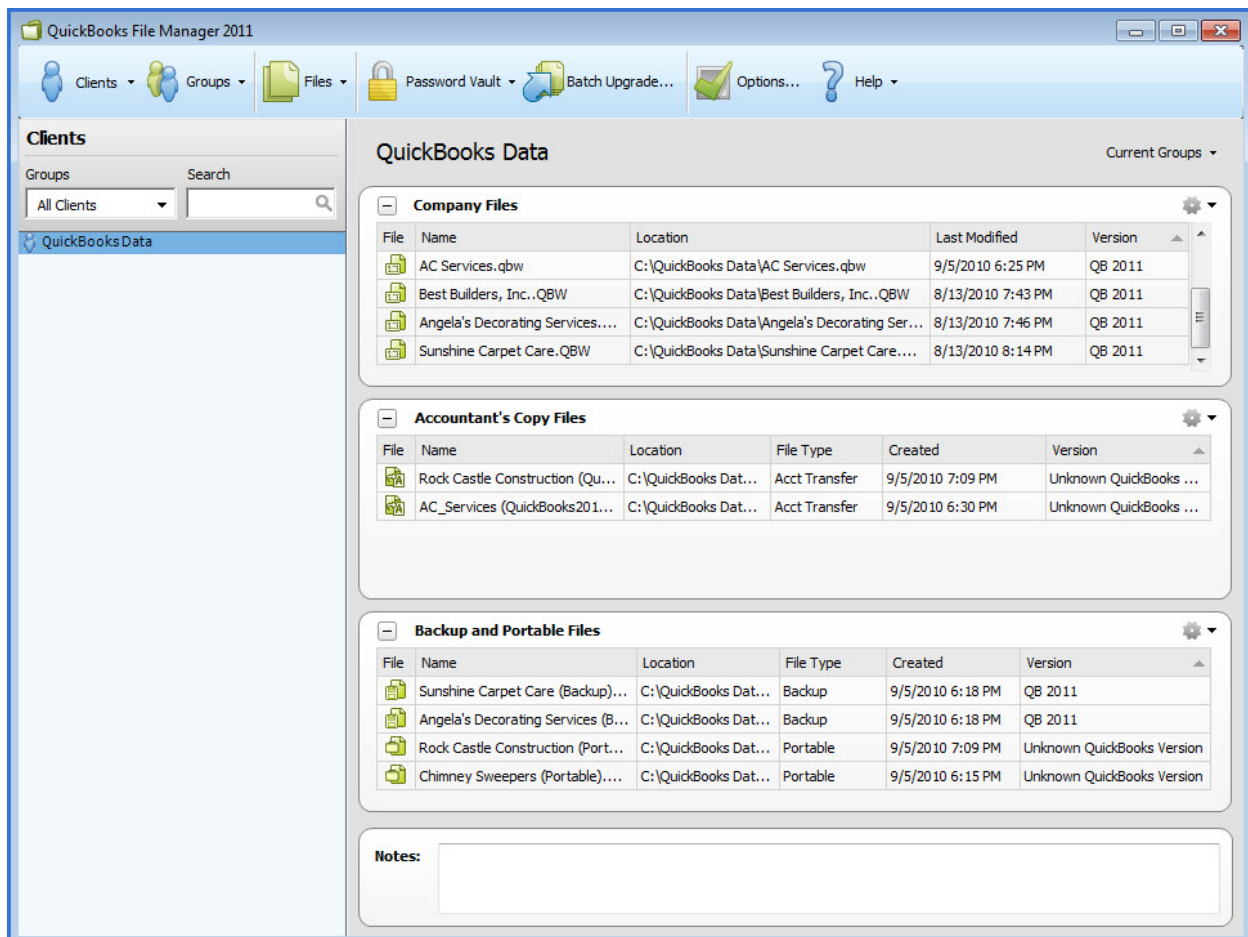 QuickBooks File Manager 2011
Clients Groups Files Password Vault Batch Upgrade... Options... Help
Clients
Groups Search
All Clients
QuickBooks Data
QuickBooks Data Current Groups
Company Files
File Name Location Last Modified Version
AC Services.qbw C:\QuickBooks Data\AC Services.qbw 9/5/2010 6:25 PM QB 2011
Best Builders, Inc..QBW C:\QuickBooks Data\Best Builders, Inc..QBW 8/13/2010 7:43 PM QB 2011
Angela's Decorating Services.... C:\QuickBooks Data\Angela's Decorating Ser... 8/13/2010 7:46 PM QB 2011
Sunshine Carpet Care.QBW C:\QuickBooks Data\Sunshine Carpet Care.... 8/13/2010 8:14 PM QB 2011
Accountant's Copy Files
File Name Location File Type Created Version
Rock Castle Construction (Qu... C:\QuickBooks Dat... Acct Transfer 9/5/2010 7:09 PM Unknown QuickBooks ...
AC_Services (QuickBooks201... C:\QuickBooks Dat... Acct Transfer 9/5/2010 6:30 PM Unknown QuickBooks ...
Backup and Portable Files
File Name Location File Type Created Version
Sunshine Carpet Care (Backup)... C:\QuickBooks Dat... Backup 9/5/2010 6:18 PM QB 2011
Angela's Decorating Services (B... C:\QuickBooks Dat... Backup 9/5/2010 6:18 PM QB 2011
Rock Castle Construction (Port... C:\QuickBooks Dat... Portable 9/5/2010 7:09 PM Unknown QuickBooks Version
Chimney Sweepers (Portable).... C:\QuickBooks Dat... Portable 9/5/2010 6:15 PM Unknown QuickBooks Version
Notes: